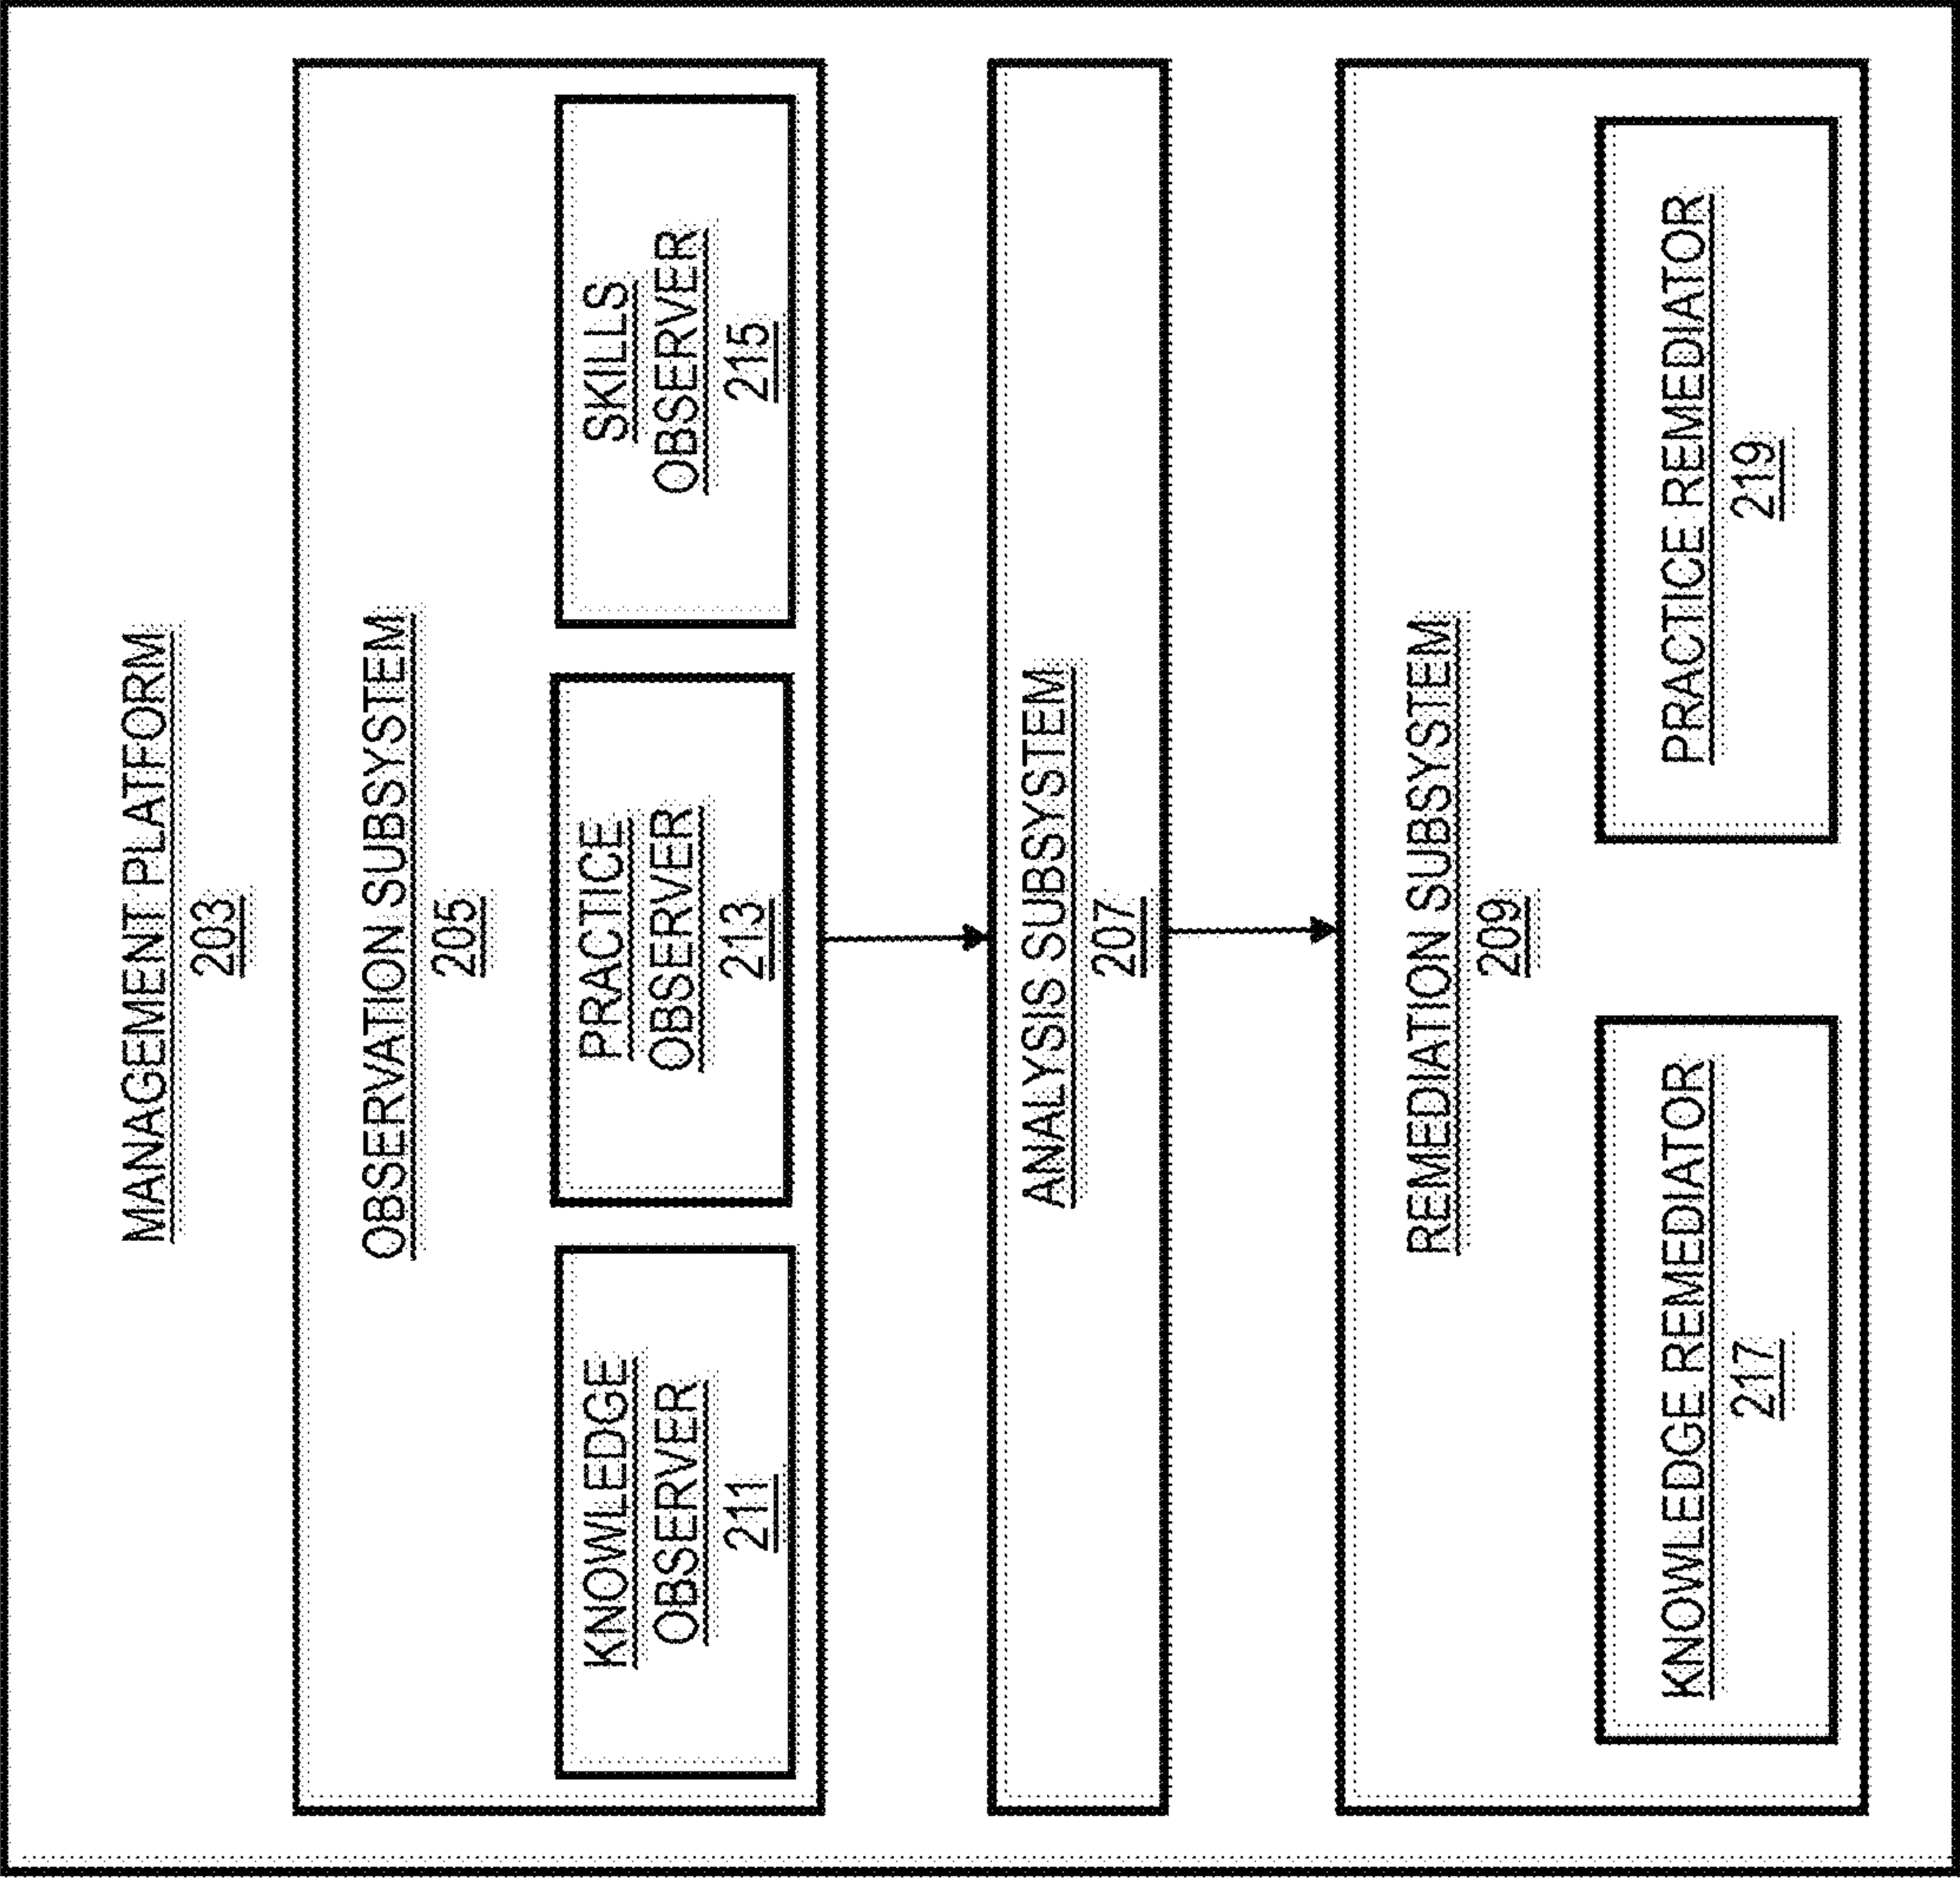 MANAGEMENT PLATFORM
203
OBSERVATION SUBSYSTEM
205
KNOWLEDGE
OBSERVER
211
PRACTICE
OBSERVER
213
SKILLS
OBSERVER
215
ANALYSIS SUBSYSTEM
207
REMEDIATION SUBSYSTEM
209
KNOWLEDGE REMEDIATOR
217
PRACTICE REMEDIATOR
219